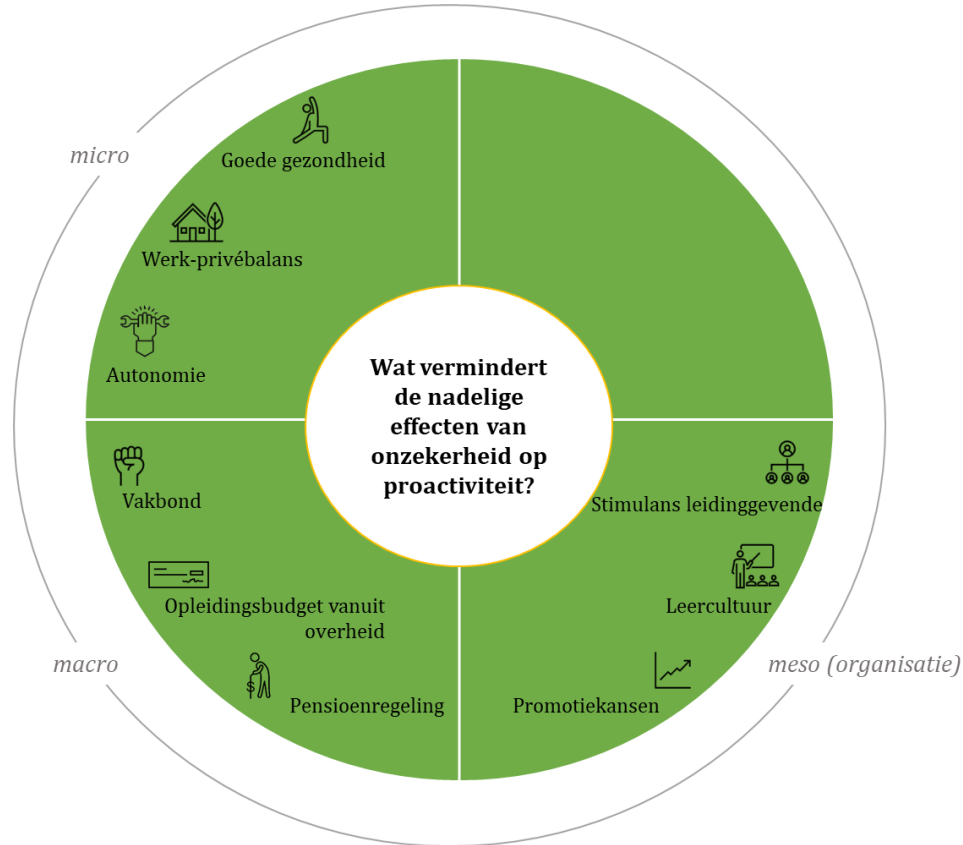 micro
Goede gezondheid
Werk-privébalans
Autonomie
Wat vermindert
de nadelige
effecten van
onzekerheid op
proactiviteit?
Vakbond
Opleidingsbudget vanuit
overheid
Pensioenregeling
macro
Stimulans leidinggevende
Leercultuur
Promotiekansen
meso (organisatie)